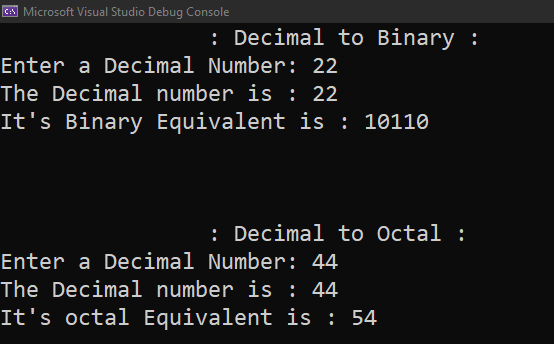 Microsoft Visual Studio Debug Console
: Decimal to Binary :
Enter a Decimal Number: 22
The Decimal number is : 22
It's Binary Equivalent is : 10110
: Decimal to Octal :
Enter a Decimal Number: 44
The Decimal number is : 44
It's octal Equivalent is : 54